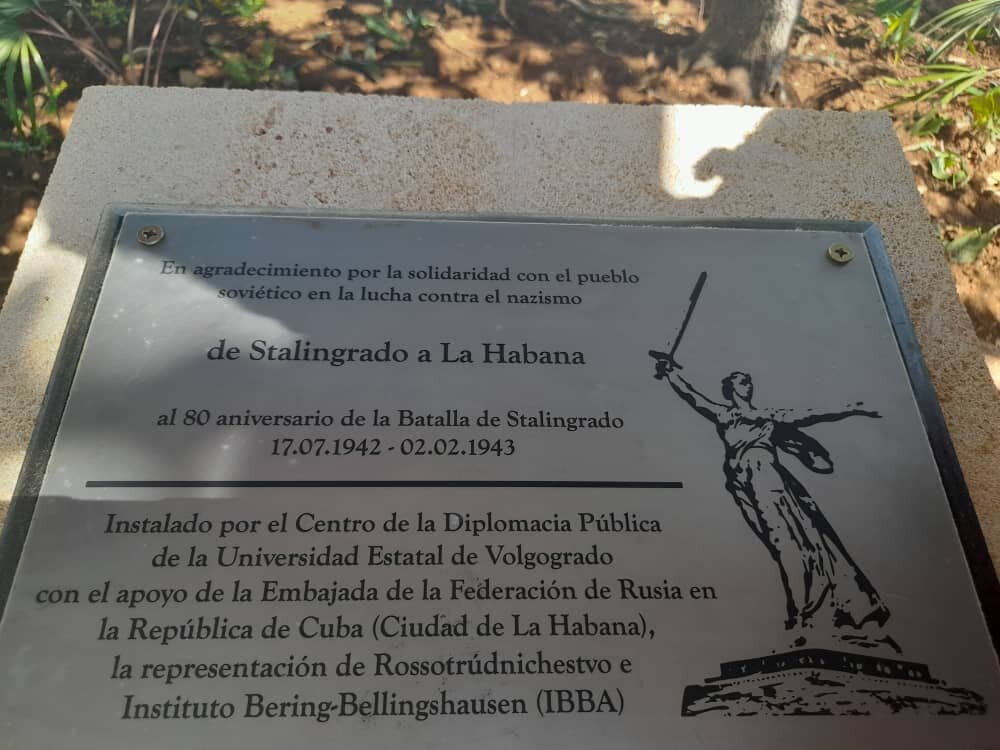 En agradecimiento por la solidaridad con el pueblo
soviético en la lucha contra el nazismo
de Stalingrado a La Habana
al 80 aniversario de la Batalla de Stalingrado
17.07.1942 - 02.02.1943
Instalado por el Centro de la Diplomacia Pública
de la Universidad Estatal de Volgogrado
con el apoyo de la Embajada de la Federación de Rusia en
la República de Cuba (Ciudad de La Habana),
la representación de Rossotrúdnichestvo e
Instituto Bering-Bellingshausen (IBBA)